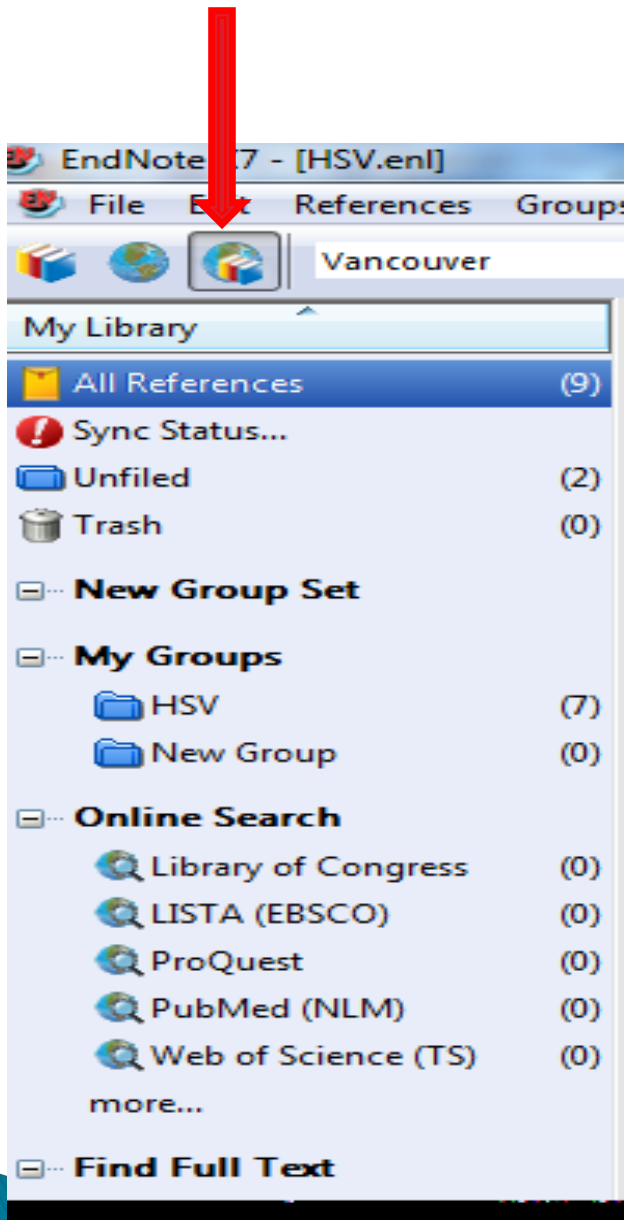 EndNote X7 - [HSV.enl]
File Edit References Groups
Vancouver
My Library
All References (9)
Sync Status...
Unfiled (2)
Trash (0)
New Group Set
My Groups
HSV (7)
New Group (0)
Online Search
Library of Congress (0)
LISTA (EBSCO) (0)
ProQuest (0)
PubMed (NLM) (0)
Web of Science (TS) (0)
more...
Find Full Text